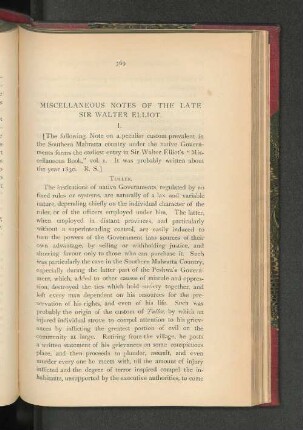 369
MISCELLANEOUS NOTES OF THE LATE
SIR WALTER ELLIOT.
I.
[The following Note on a peculiar custom prevalent in
the Southern Mahratta country under the native Govern-
ments forms the earliest entry in Sir Walter Elliot's "Mis-
cellaneous Book," vol. i. It was probably written about
the year 1830. R. S.]
The institutions of native Governments, regulated by no
fixed rules or systems, are naturally of a lax and variable
nature, depending chiefly on the individual character of the
ruler, or of the officers employed under him. The latter,
when employed in distant provinces, and particularly
without a superintending control, are easily induced to
turn the powers of the Government into sources of their
own advantage, by selling or withholding justice, and
showing favour only to those who can purchase it. Such
was particularly the case in the Southern Mahratta Country,
especially during the latter part of the Peshwa's Govern-
ment, which, added to other causes of misrule and oppres-
sion, destroyed the ties which hold society together, and
left every man dependent on his resources for the pre-
servation of his rights, and even of his life. Such was
probably the origin of the custom of by which an
injured individual strove to compel attention to his griev-
ances by inflicting the greatest portion of evil on the
community at large. Retiring from the village, he posts
a written statement of his grievances on some conspicuous
place, and then proceeds to plunder, assault, and even
murder every one he meets with, till the amount of injury
inflicted and the degree of terror inspired compel the in-
habitants, unsupported by the executive authorities, to come